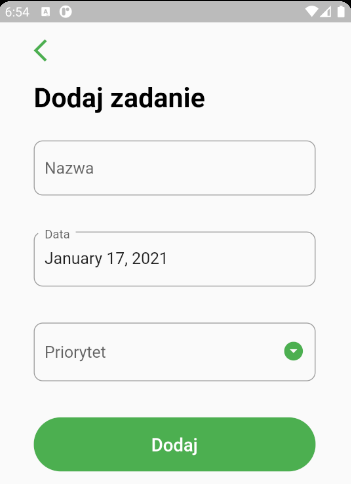 6:54
Dodaj zadanie
Nazwa
Data
January 17, 2021
Priorytet
Dodaj